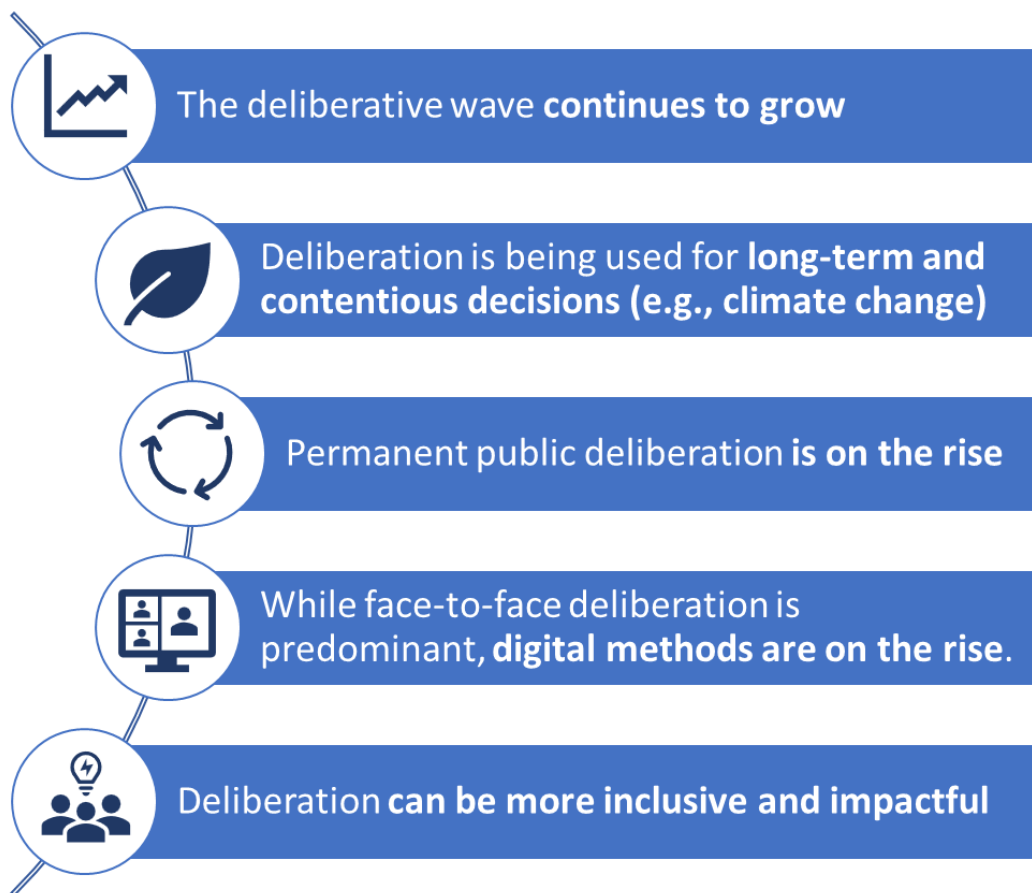 The deliberative wave continues to grow
Deliberation is being used for long-term and
contentious decisions (e.g., climate change)
Permanent public deliberation is on the rise
While face-to-face deliberation is
predominant, digital methods are on the rise.
Deliberation can be more inclusive and impactful